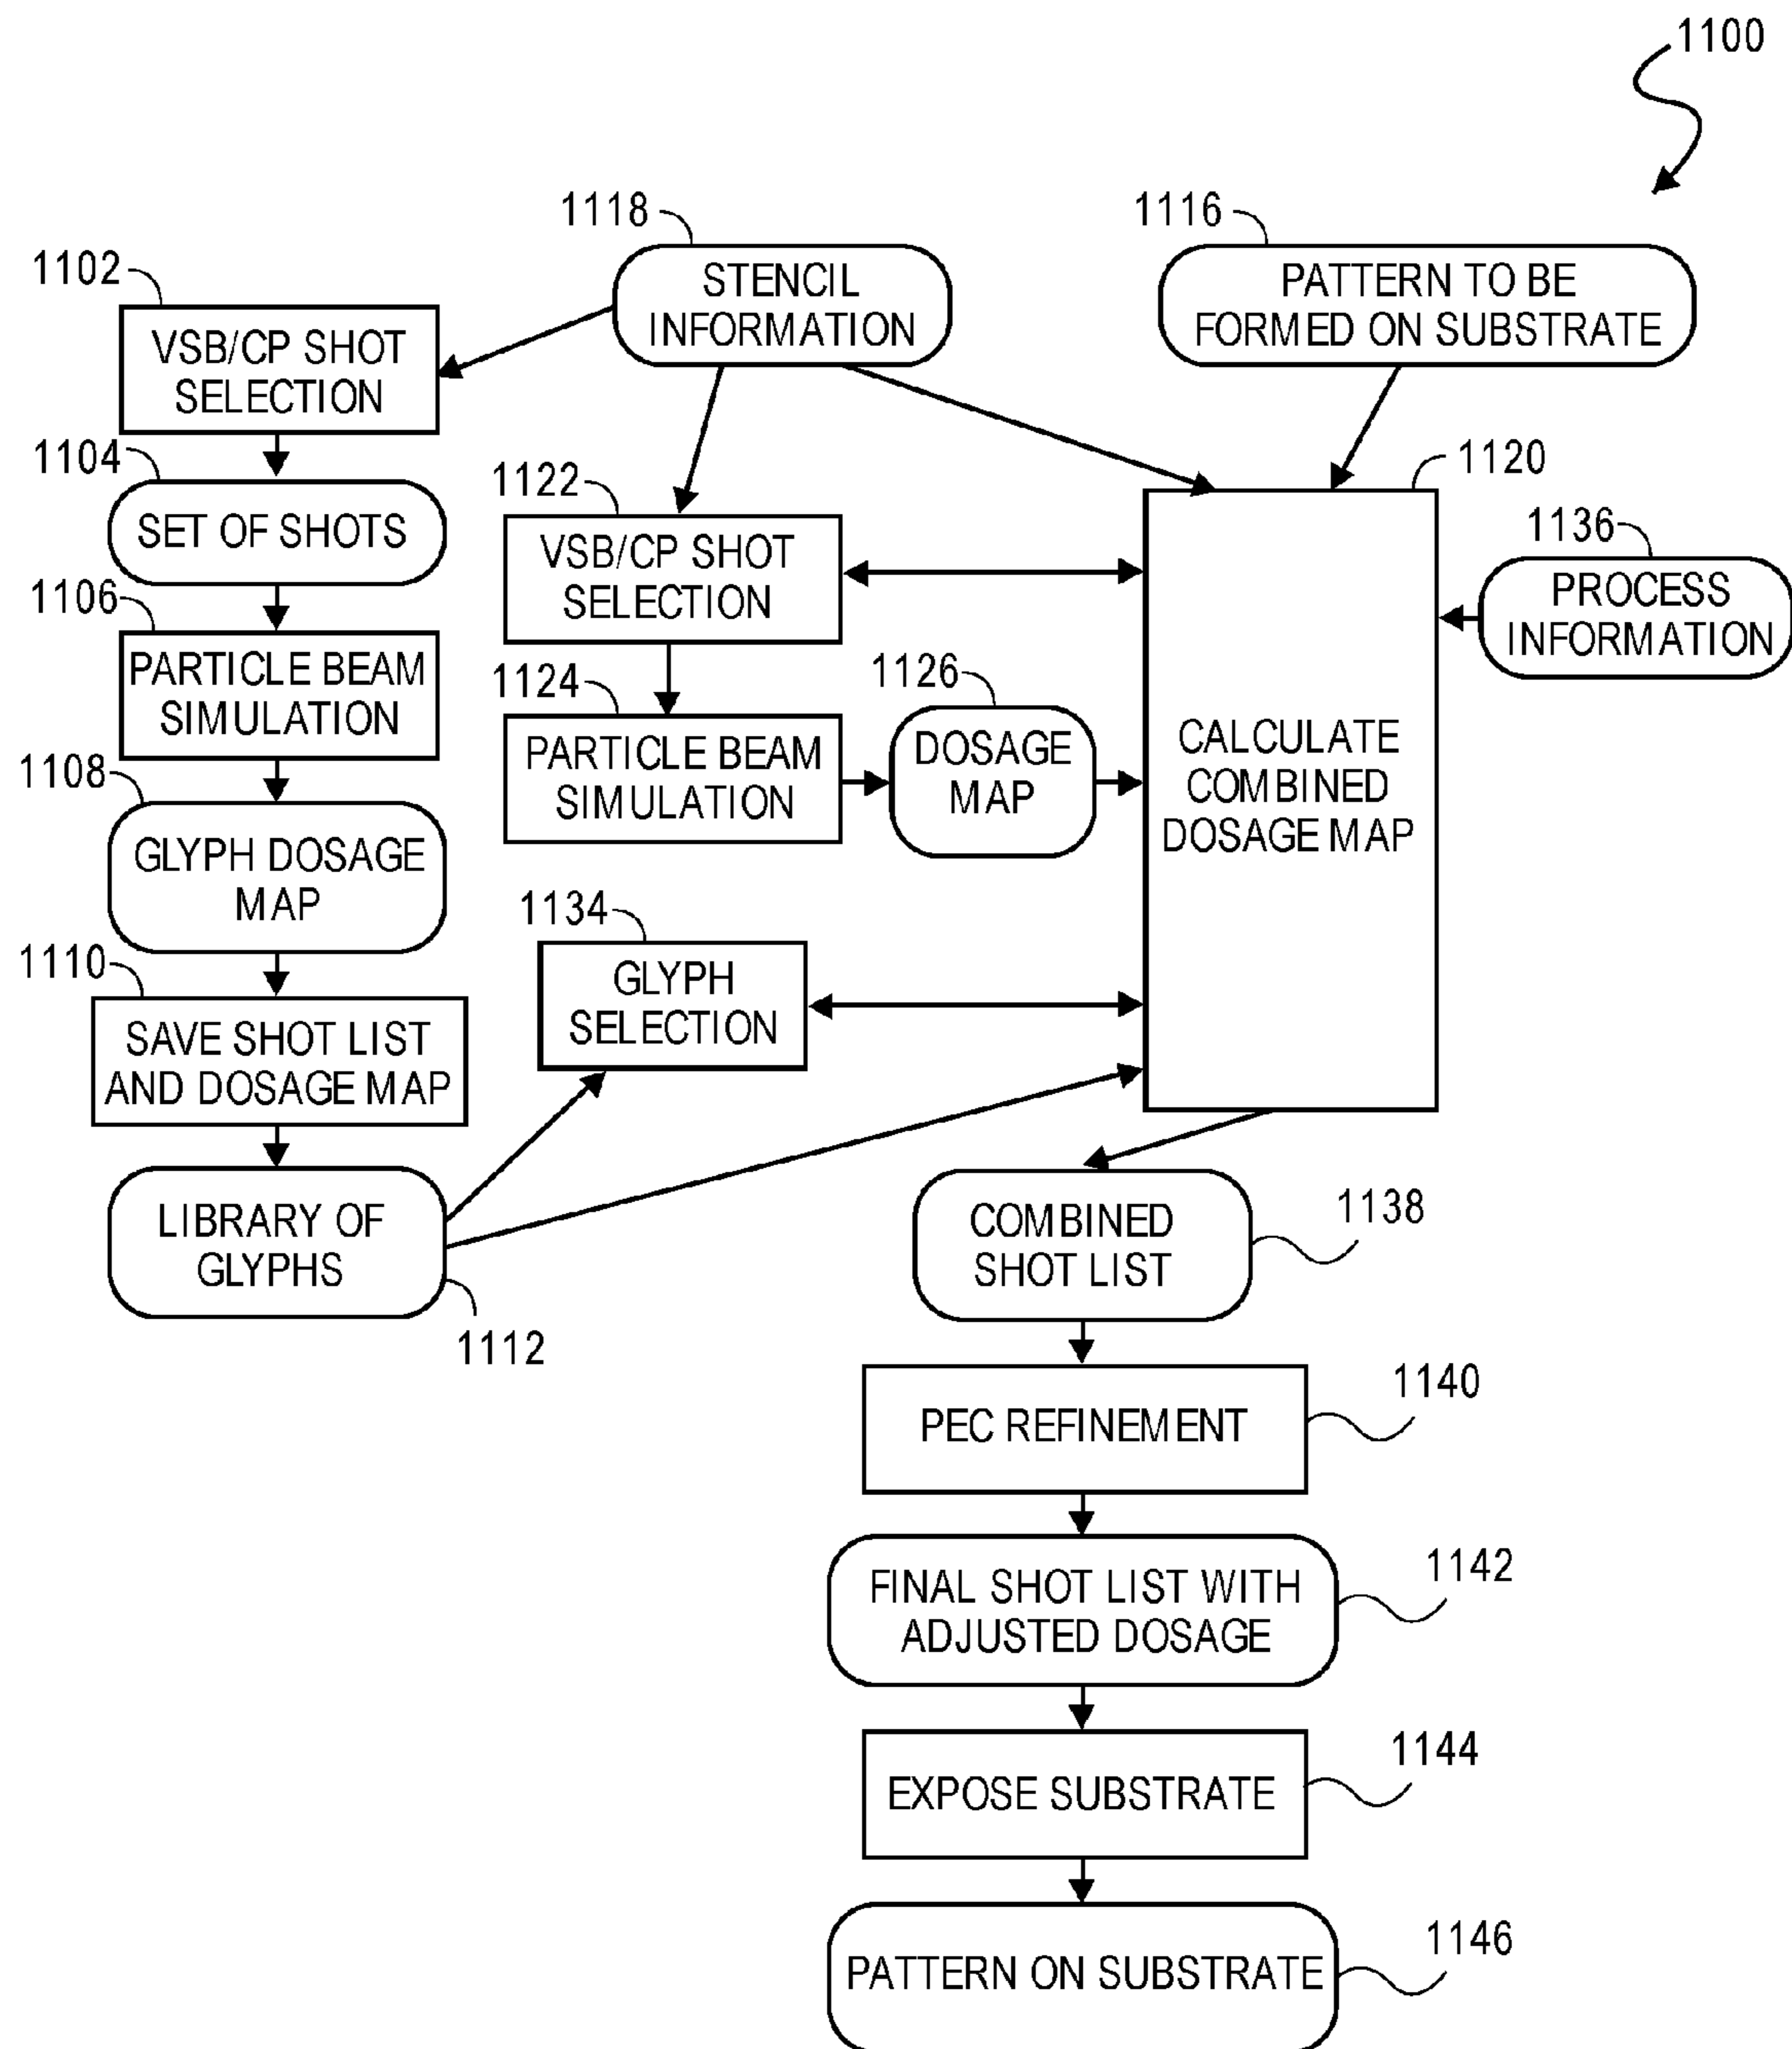 1100
1118
1116
1102
STENCIL
INFORMATION
PATTERN TO BE
FORMED ON SUBSTRATE
VSB/CP SHOT
SELECTION
1104
1122
1120
SET OF SHOTS
VSB/CP SHOT
SELECTION
1136
PROCESS
INFORMATION
1106
PARTICLE BEAM
SIMULATION
1124
1126
PARTICLE BEAM
SIMULATION
DOSAGE
MAP
CALCULATE
COMBINED
DOSAGE MAP
1108
GLYPH DOSAGE
MAP
1134
GLYPH
SELECTION
1110
SAVE SHOT LIST
AND DOSAGE MAP
LIBRARY OF
GLYPHS
1112
COMBINED
SHOT LIST
1138
PEC REFINEMENT
1140
FINAL SHOT LIST WITH
ADJUSTED DOSAGE
1142
EXPOSE SUBSTRATE
1144
PATTERN ON SUBSTRATE
1146